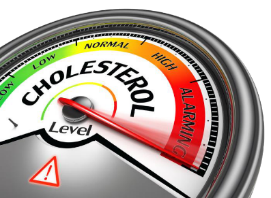 LOW
NORMAL
HIGH
ALARMING
CHOLESTEROL
Level
!